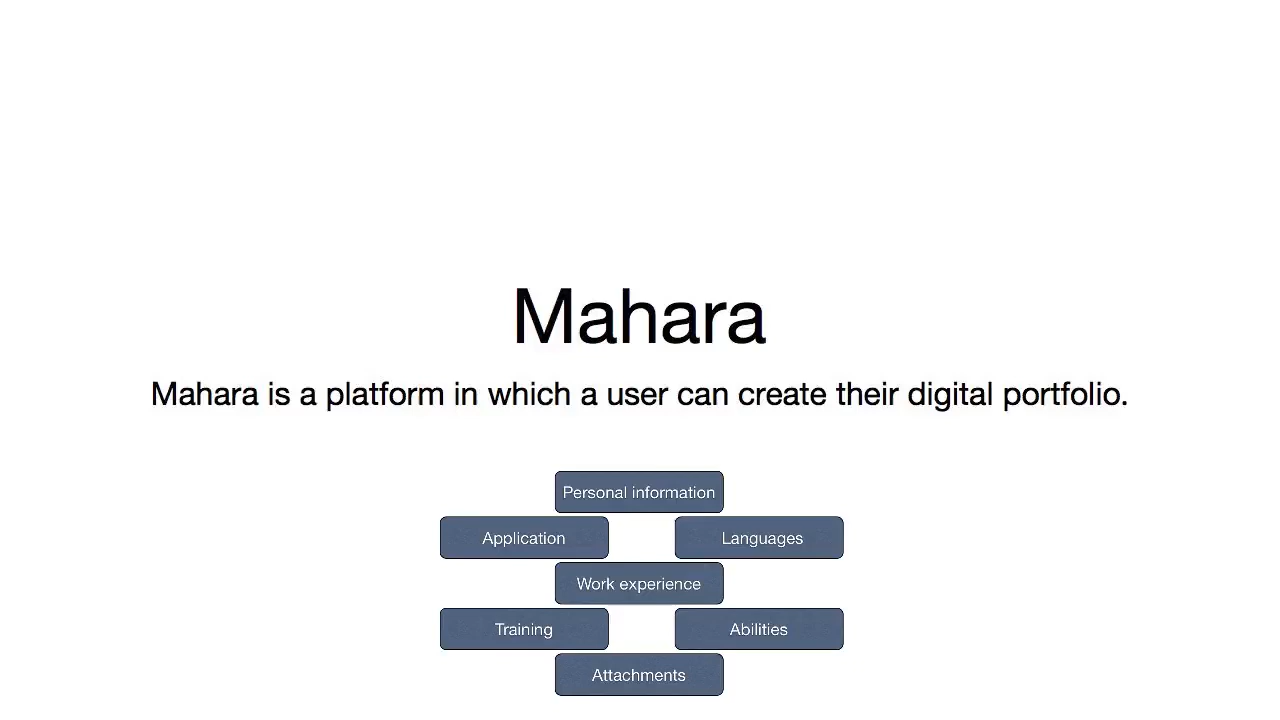 Mahara
Mahara is a platform in which a user can create their digital portfolio.
Personal information
Application
Languages
Work experience
Training
Abilities
Attachments